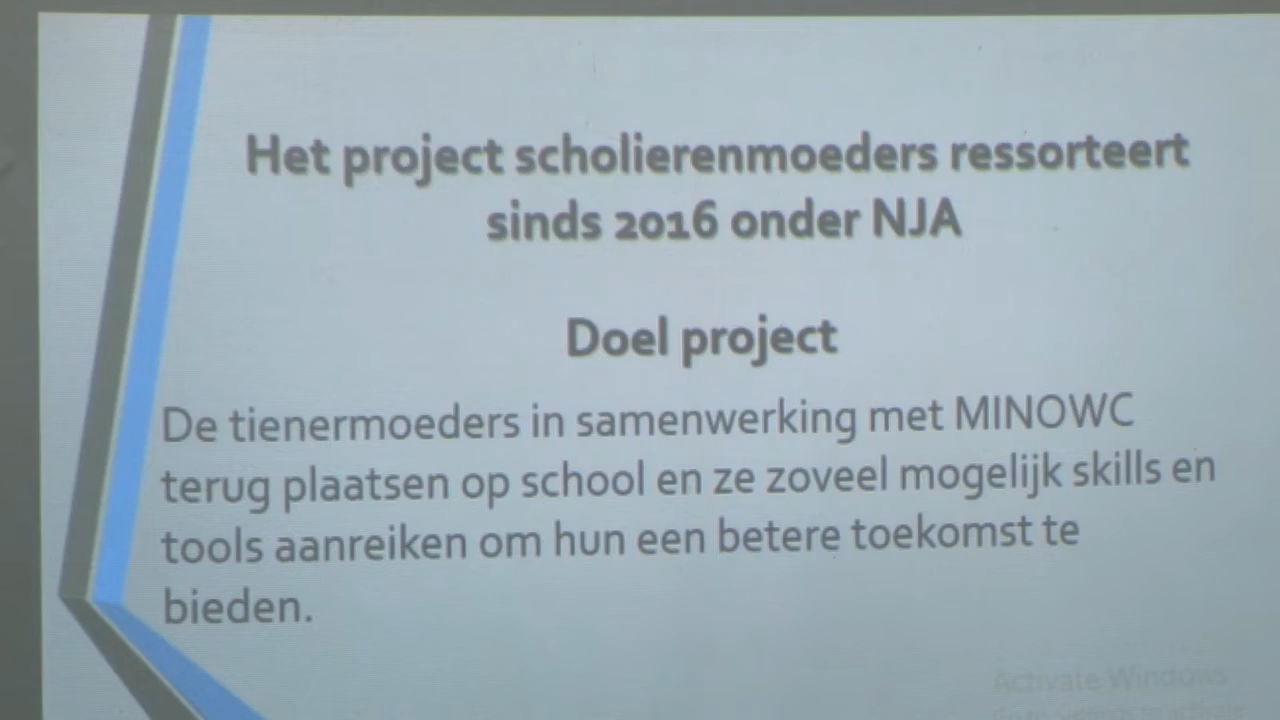 Het project scholierenmoeders ressorteert
sinds 2016 onder NJA
Doel project
De tienermoeders in samenwerking met MINOWC
terug plaatsen op school en ze zoveel mogelijk skills en
tools aanreiken om hun een betere toekomst te
bieden.
Activate Windows